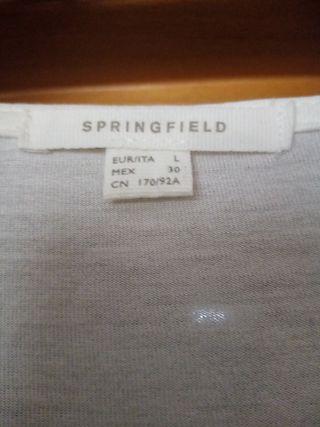 SPRINGFIELD
EUR/ITA L
MEX 30
CN 170/92A